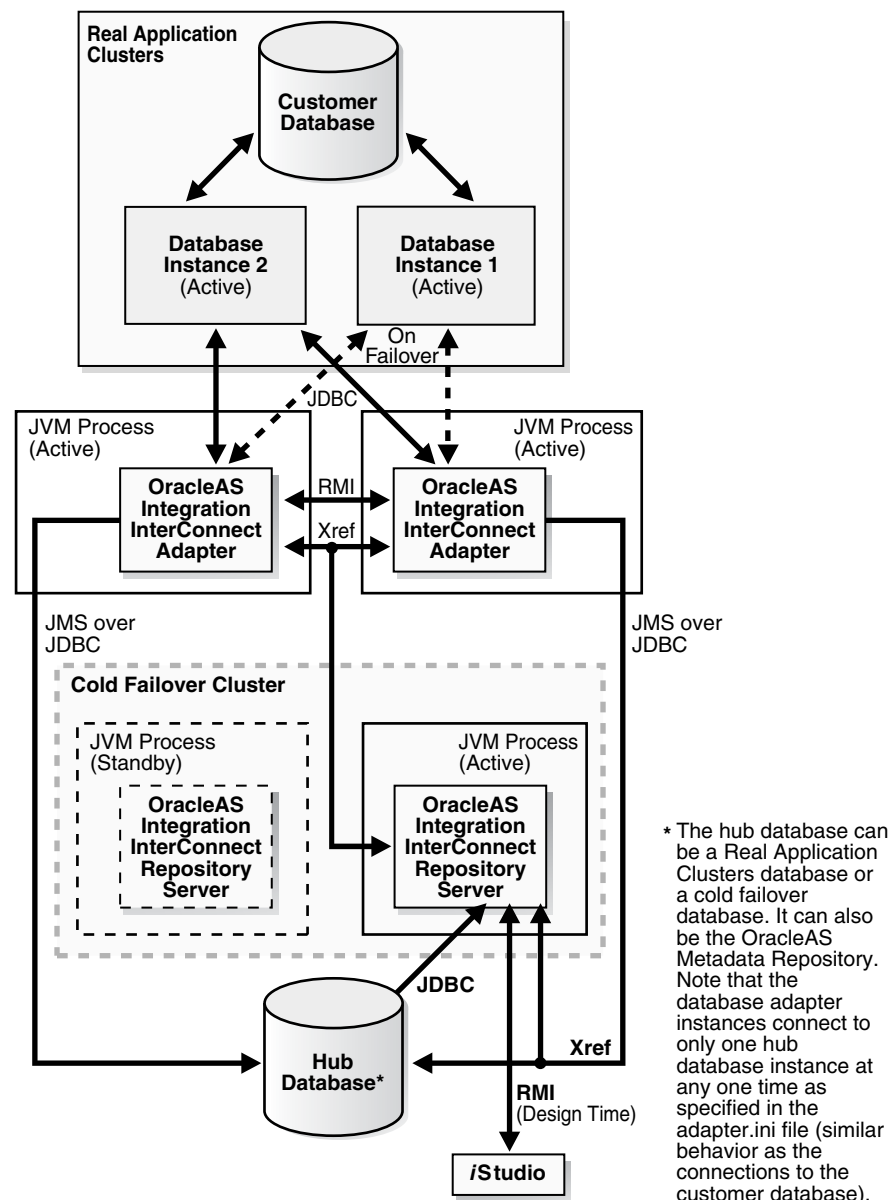 Real Application
Clusters
Customer
Database
Database
Instance 2
(Active)
Database
Instance 1
(Active)
On
Failover
JDBC
JVM Process
(Active)
OracleAS
Integration
InterConnect
Adapter
RMI
Xref
JVM Process
(Active)
OracleAS
Integration
InterConnect
Adapter
JMS over
JDBC
JMS over
JDBC
Cold Failover Cluster
JVM Process
(Standby)
OracleAS
Integration
InterConnect
Repository
Server
JVM Process
(Active)
OracleAS
Integration
InterConnect
Repository
Server
JDBC
Hub
Database*
Xref
RMI
(Design Time)
iStudio
* The hub database can
be a Real Application
Clusters database or
a cold failover
database. It can also
be the OracleAS
Metadata Repository.
Note that the
database adapter
instances connect to
only one hub
database instance at
any one time as
specified in the
adapter.ini file (similar
behavior as the
connections to the
customer database).